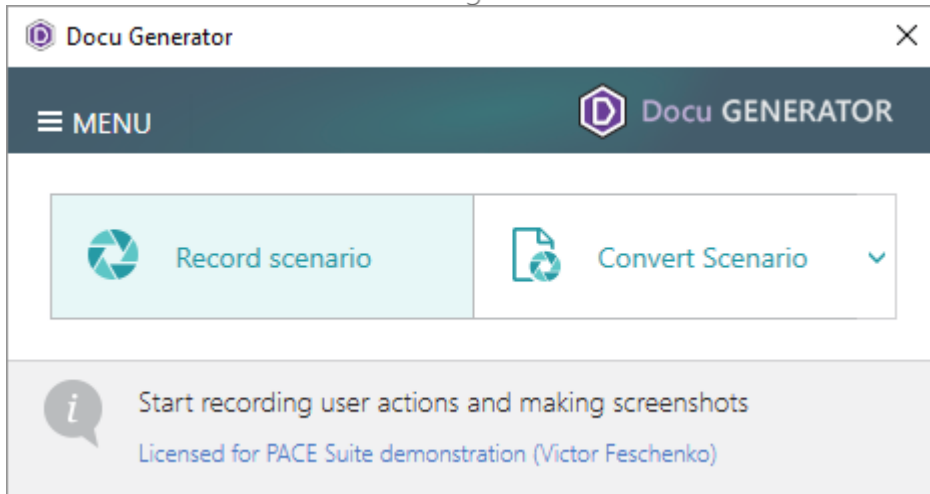 Docu Generator
MENU
Docu GENERATOR
Record scenario
Convert Scenario
Start recording user actions and making screenshots
Licensed for PACE Suite demonstration (Victor Feschenko)